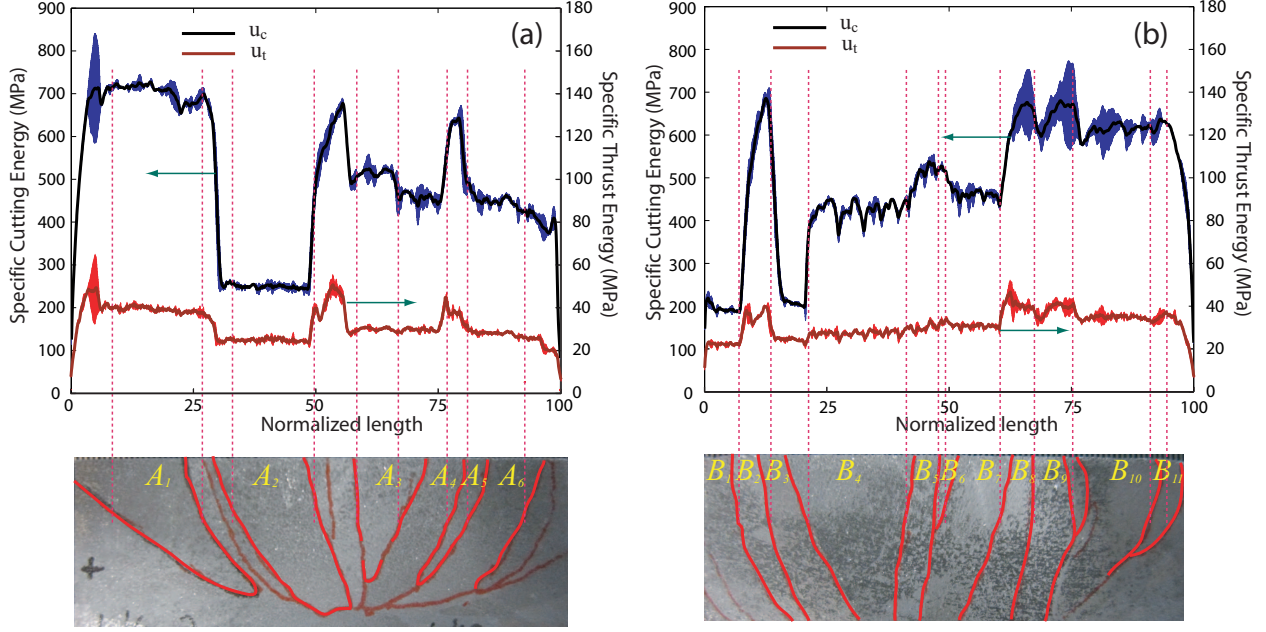 (a)
u_c
u_t
Specific Cutting Energy (MPa)
900
800
700
600
500
400
300
200
100
0
180
160
140
120
100
80
60
40
20
0
Specific Thrust Energy (MPa)
0 25 50 75 100
Normalized length
A₁ A₂ A₃ A₄ A₅ A₆
(b)
u_c
u_t
Specific Cutting Energy (MPa)
900
800
700
600
500
400
300
200
100
0
180
160
140
120
100
80
60
40
20
0
Specific Thrust Energy (MPa)
0 25 50 75 100
Normalized length
B₁ B₂ B₃ B₄ B₅ B₆ B₇ B₈ B₉ B₁₀ B₁₁